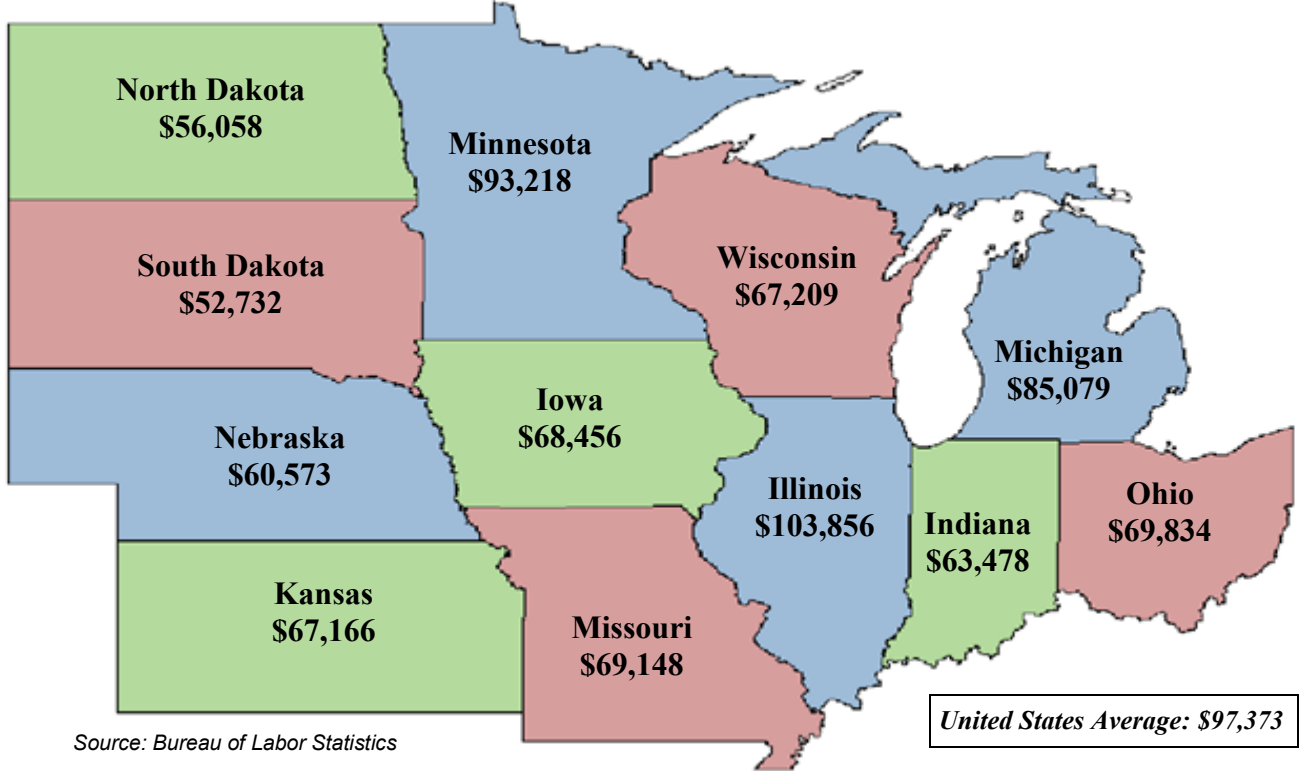 North Dakota
$56,058
Minnesota
$93,218
South Dakota
$52,732
Wisconsin
$67,209
Michigan
$85,079
Iowa
$68,456
Nebraska
$60,573
Illinois
$103,856
Indiana
$63,478
Ohio
$69,834
Kansas
$67,166
Missouri
$69,148
United States Average: $97,373
Source: Bureau of Labor Statistics